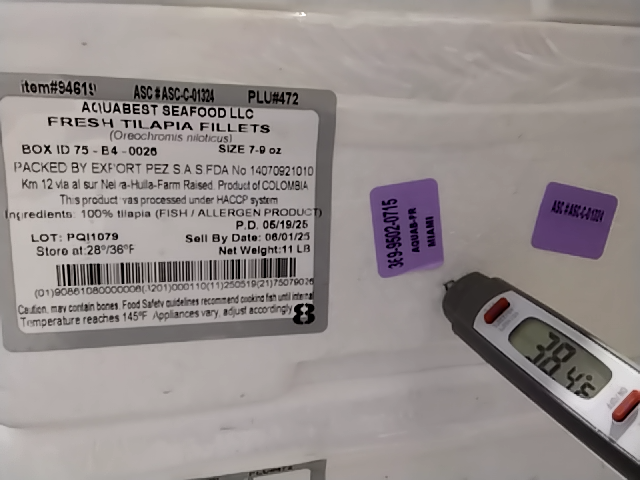 item#94619 ASC #ASC-C-01324 PLU#472
AQUABEST SEAFOOD LLC
FRESH TILAPIA FILLETS
(Oreochromis niloticus)
BOX ID 75 - B4 - 0026 SIZE 7-9 oz
PACKED BY EXPORT PEZ S.A.S. FDA No 14070921010
Km 12 via al sur Neiva-Huila-Farm Raised. Product of COLOMBIA
This product was processed under HACCP system
Ingredients: 100% tilapia (FISH / ALLERGEN PRODUCT)
P.D. 05/19/25
LOT: PQI1079 Sell By Date: 06/01/25
Store at:28°/36°F Net Weight:11 LB
Caution, may contain bones. Food Safety guidelines recommend cooking fish until internal
Temperature reaches 145°F. Appliances vary, adjust accordingly 8
AQUAB-FR
MIAMI
ASC #ASC-C-01324
38.4°F